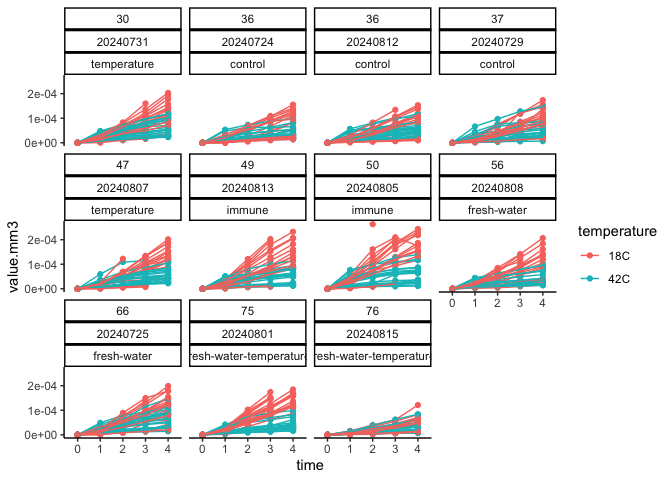 30 36 36 37
20240731 20240724 20240812 20240729
temperature control control control
2e-04
1e-04
0e+00
47 49 50 56
20240807 20240813 20240805 20240808
temperature immune immune fresh-water
2e-04
1e-04
0e+00
0 1 2 3 4
66 75 76
20240725 20240801 20240815
fresh-water resh-water-temperatur resh-water-temperatur
2e-04
1e-04
0e+00
0 1 2 3 4 0 1 2 3 4 0 1 2 3 4
time
value.mm3
temperature
18C
42C